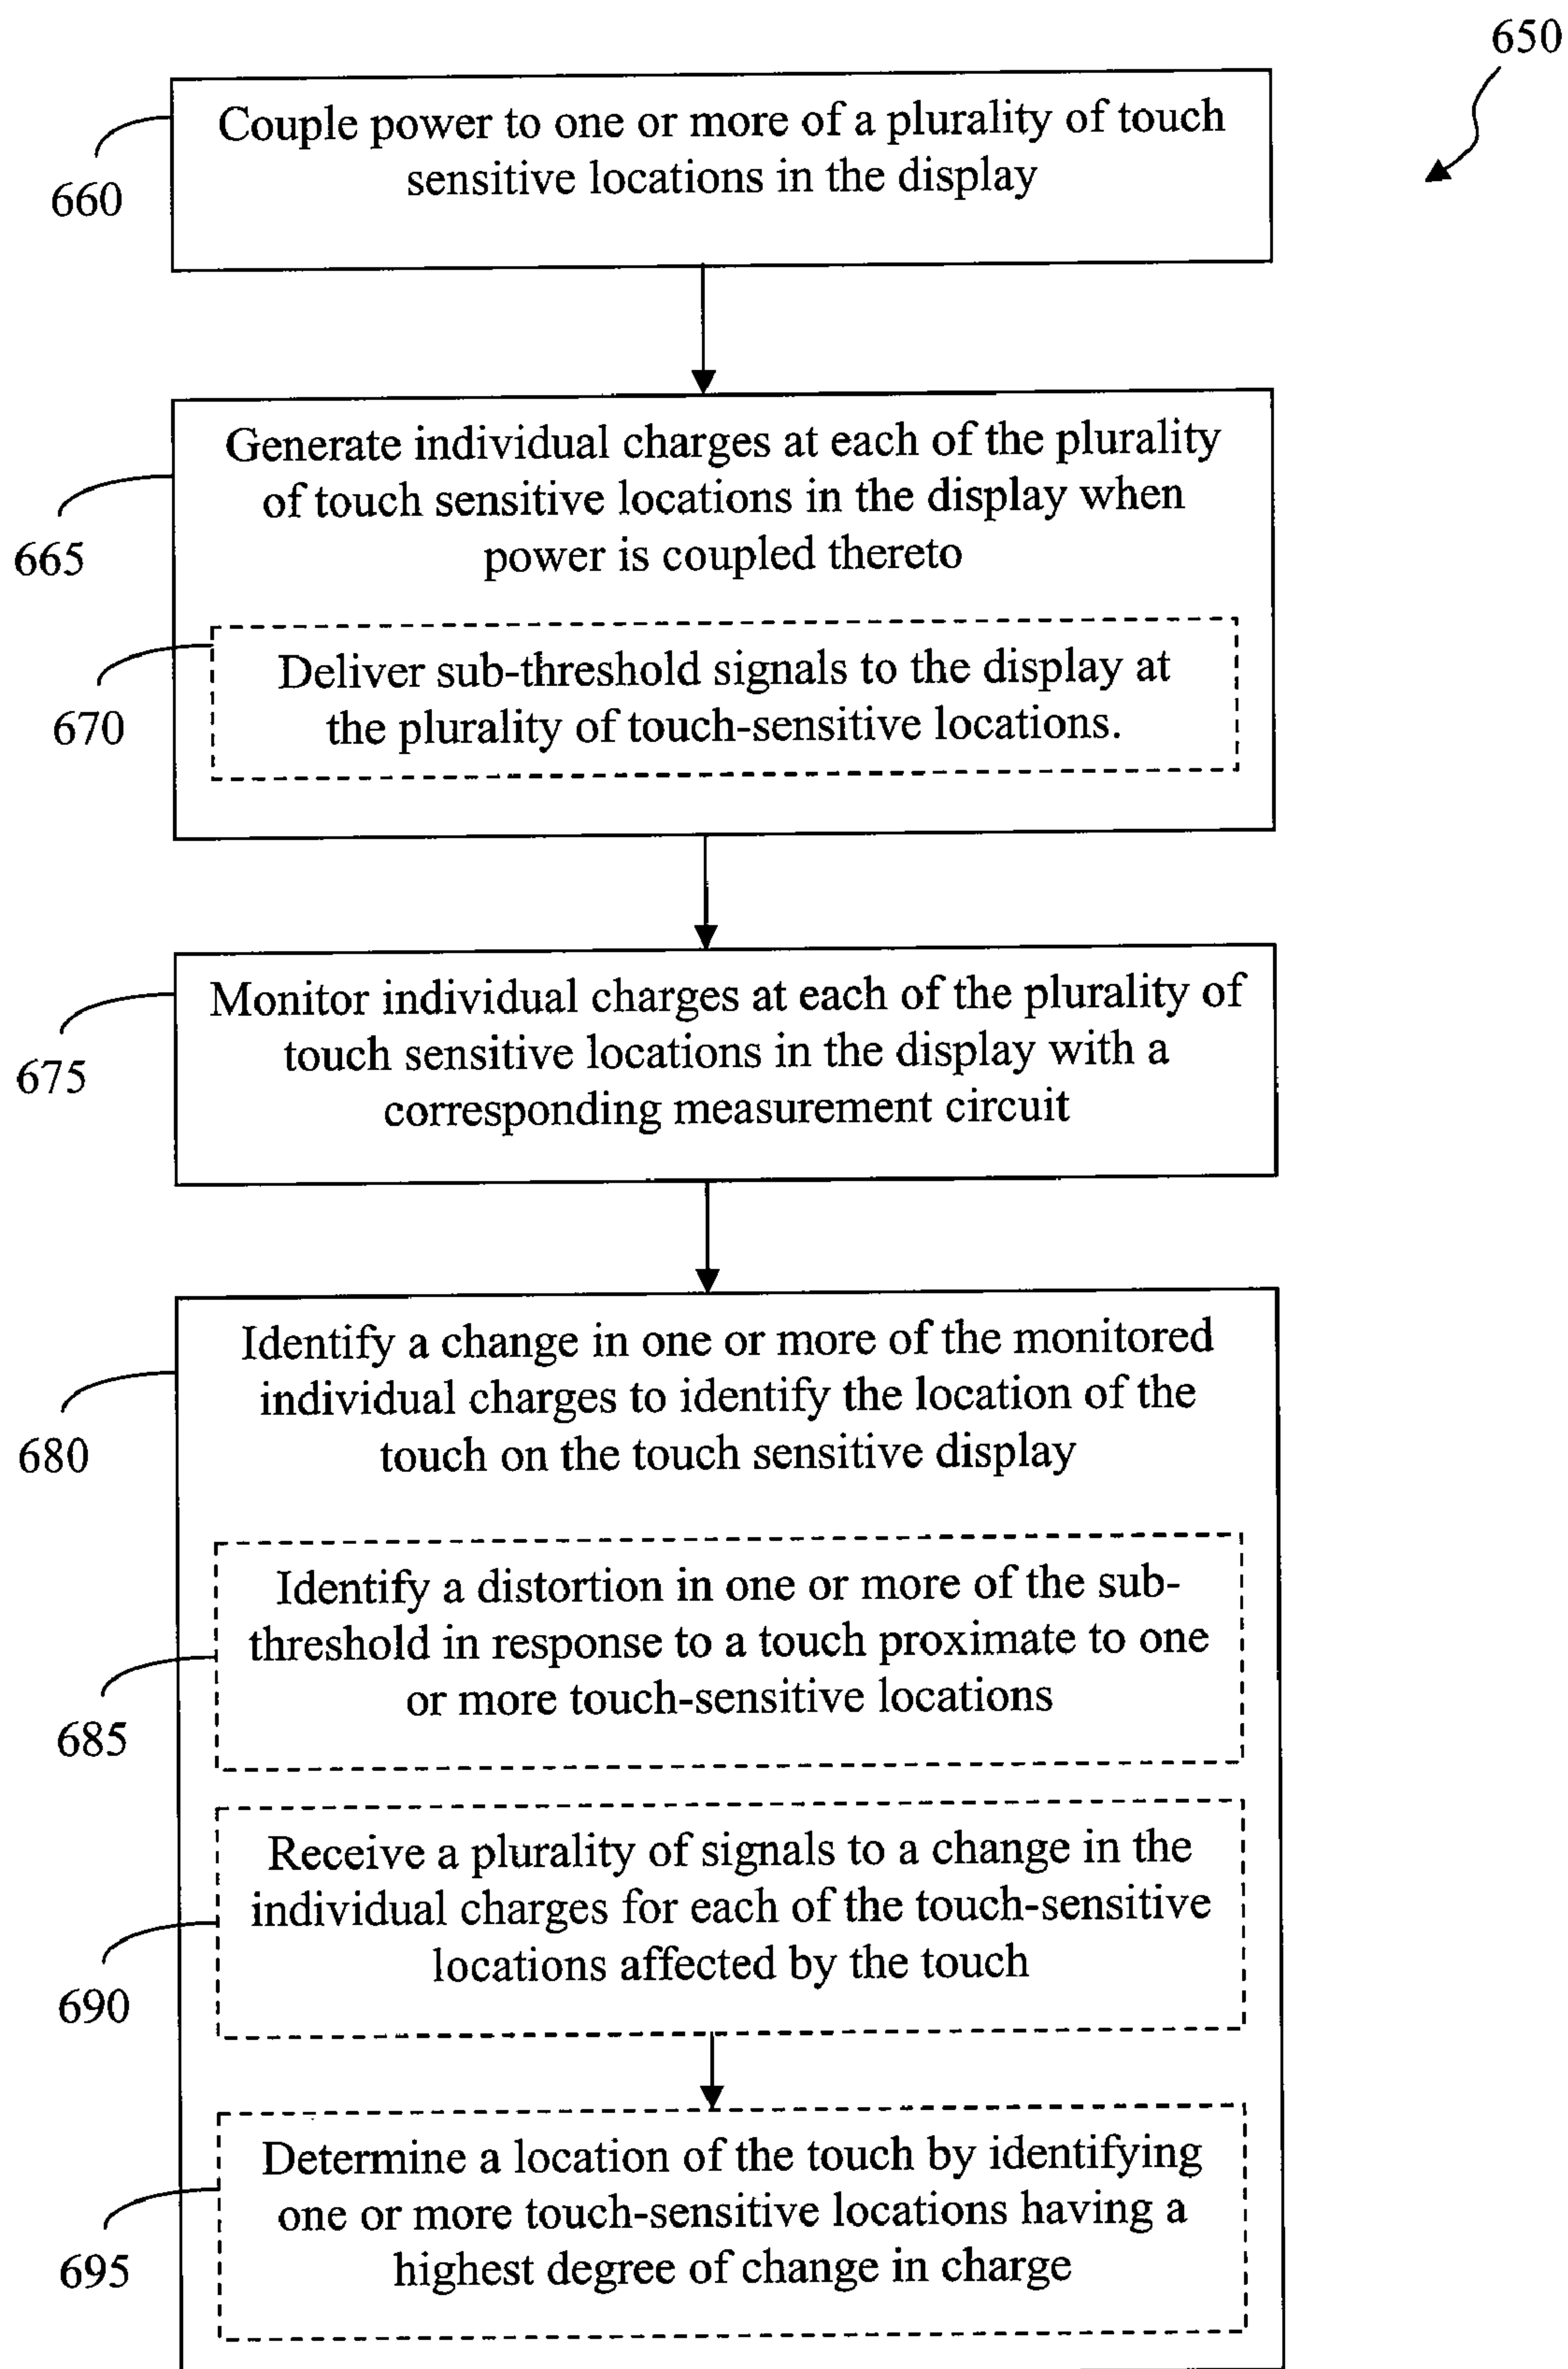 650
Couple power to one or more of a plurality of touch
sensitive locations in the display
660
Generate individual charges at each of the plurality
of touch sensitive locations in the display when
power is coupled thereto
665
Deliver sub-threshold signals to the display at
the plurality of touch-sensitive locations.
670
Monitor individual charges at each of the plurality of
touch sensitive locations in the display with a
corresponding measurement circuit
675
Identify a change in one or more of the monitored
individual charges to identify the location of the
touch on the touch sensitive display
680
Identify a distortion in one or more of the sub-
threshold in response to a touch proximate to one
or more touch-sensitive locations
685
Receive a plurality of signals to a change in the
individual charges for each of the touch-sensitive
locations affected by the touch
690
Determine a location of the touch by identifying
one or more touch-sensitive locations having a
highest degree of change in charge
695